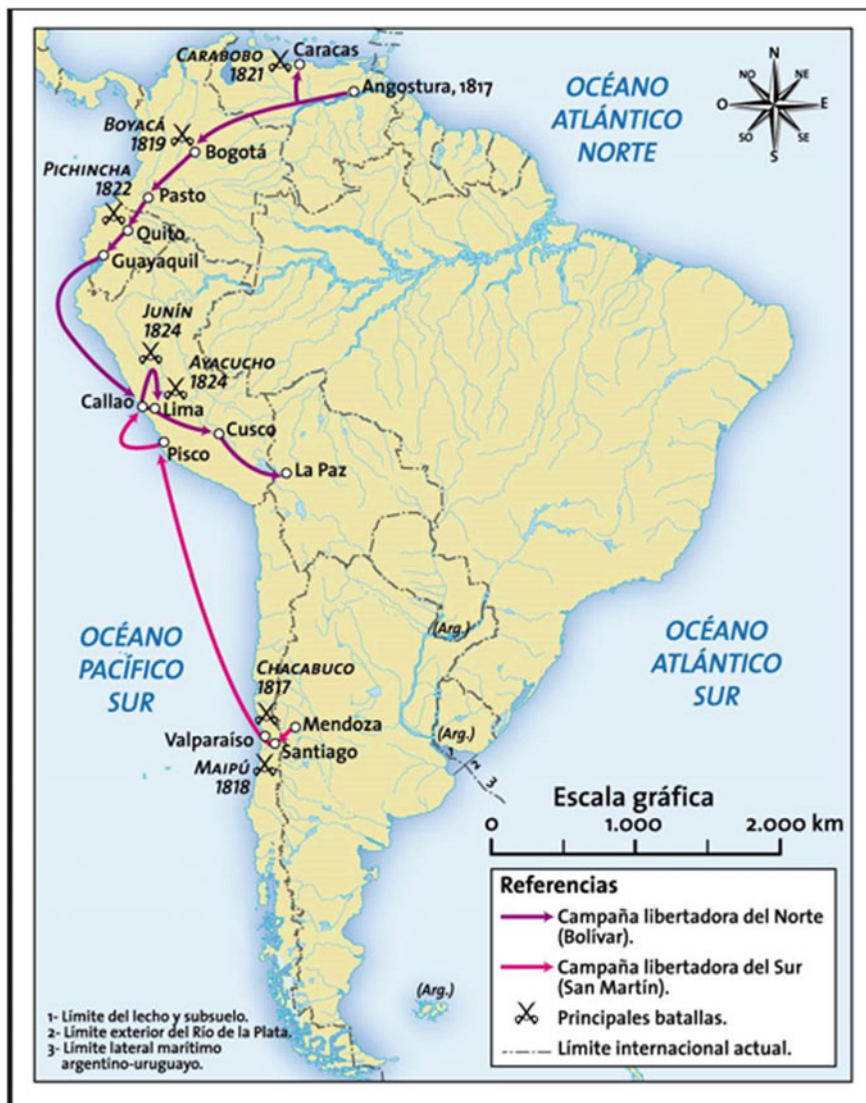 CARABOBO
1821
Caracas
Angostura, 1817
OCÉANO
ATLÁNTICO
NORTE
N
NO
NE
O
E
SO
SE
S
BOYACÁ
1819
Bogotá
PICHINCHA
1822
Pasto
Quito
Guayaquil
JUNÍN
1824
AYACUCHO
1824
Callao
Lima
Cusco
Pisco
La Paz
OCÉANO
PACÍFICO
SUR
(Arg.)
OCÉANO
ATLÁNTICO
SUR
CHACABUCO
1817
Mendoza
Valparaíso
Santiago
(Arg.)
MAIPÚ
1818
1
2
3
Escala gráfica
0 1.000 2.000 km
Referencias
Campaña libertadora del Norte
(Bolívar).
Campaña libertadora del Sur
(San Martín).
Principales batallas.
Límite internacional actual.
(Arg.)
1- Límite del lecho y subsuelo.
2- Límite exterior del Río de la Plata.
3- Límite lateral marítimo
argentino-uruguayo.